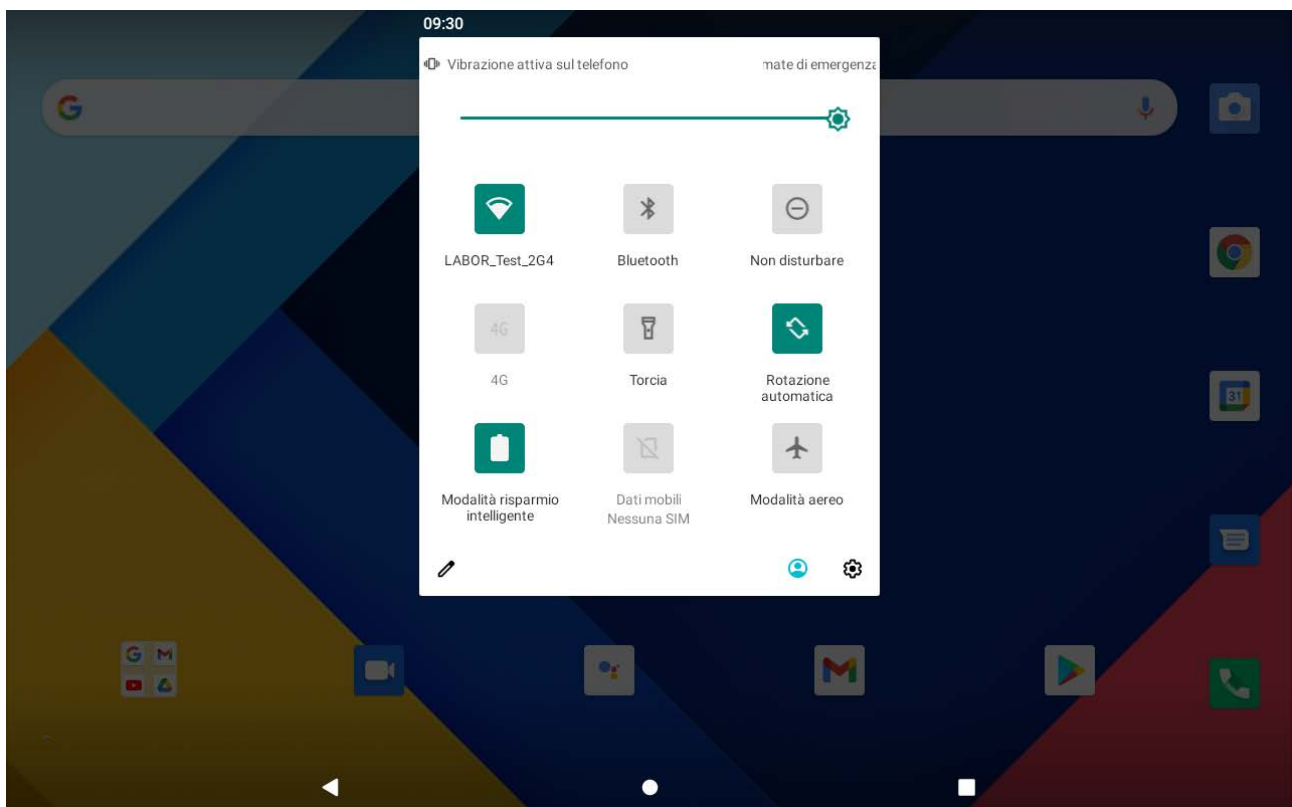 09:30
Vibrazione attiva sul telefono
mate di emergenza
LABOR_Test_2G4
Bluetooth
Non disturbare
4G
4G
Torcia
Rotazione
automatica
Modalità risparmio
intelligente
Dati mobili
Nessuna SIM
Modalità aereo
31